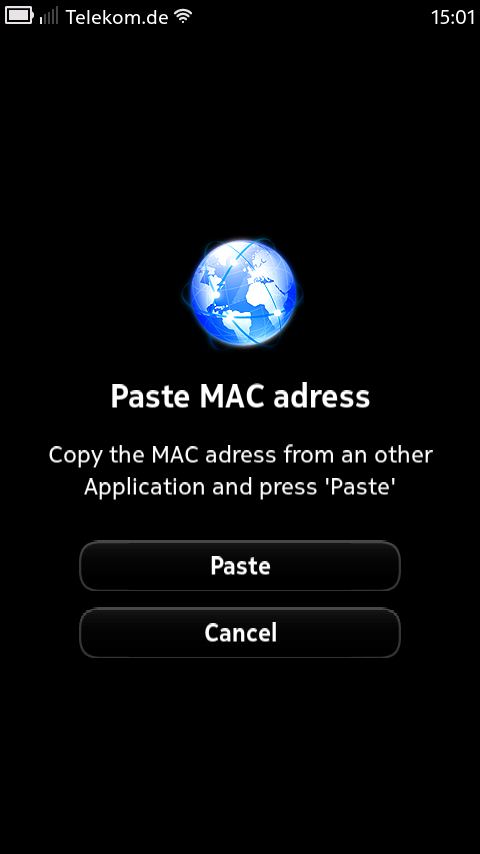 Telekom.de 15:01
Paste MAC adress
Copy the MAC adress from an other
Application and press 'Paste'
Paste
Cancel